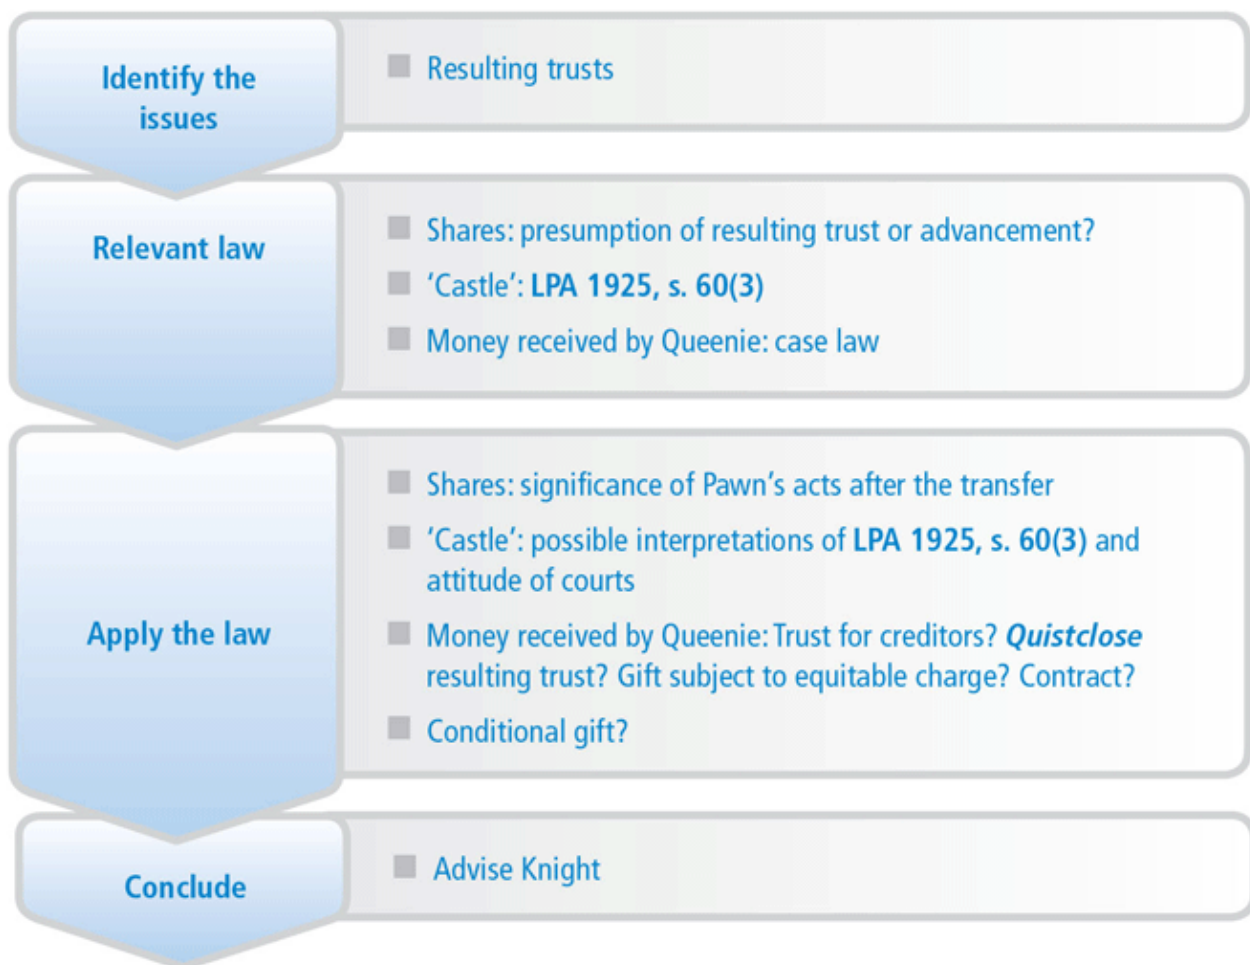 Identify the
issues
Resulting trusts
Relevant law
Shares: presumption of resulting trust or advancement?
'Castle': LPA 1925, s. 60(3)
Money received by Queenie: case law
Apply the law
Shares: significance of Pawn's acts after the transfer
'Castle': possible interpretations of LPA 1925, s. 60(3) and
attitude of courts
Money received by Queenie: Trust for creditors? Quistclose
resulting trust? Gift subject to equitable charge? Contract?
Conditional gift?
Conclude
Advise Knight